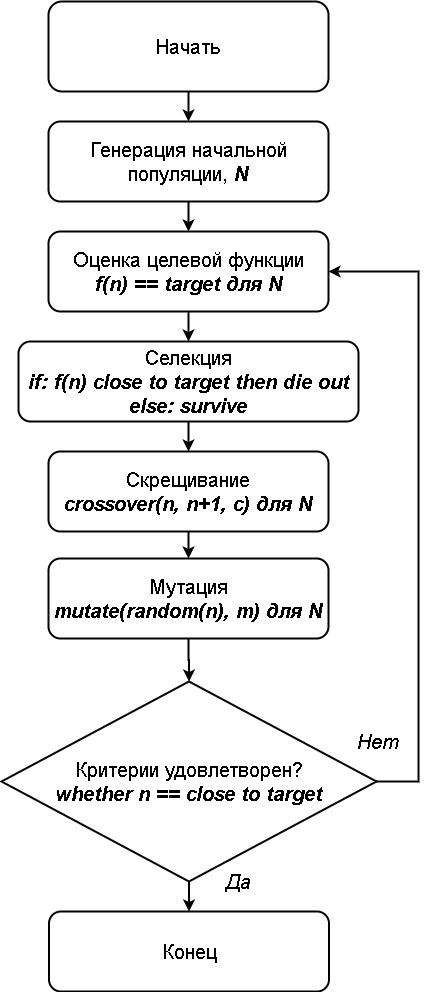 Начать
Генерация начальной
популяции, N
Оценка целевой функции
f(n) == target для N
Селекция
if: f(n) close to target then die out
else: survive
Скрещивание
crossover(n, n+1, c) для N
Мутация
mutate(random(n), m) для N
Критерии удовлетворен?
whether n == close to target
Нет
Да
Конец